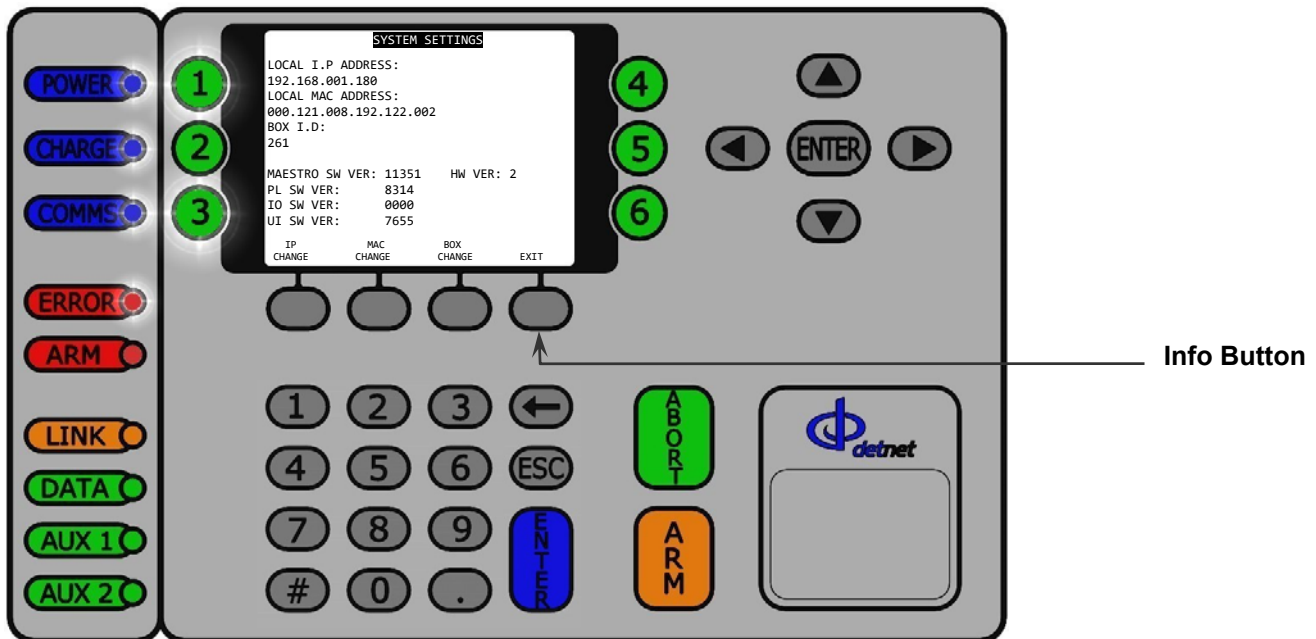 POWER
CHARGE
COMMS
ERROR
ARM
LINK
DATA
AUX 1
AUX 2
1
2
3
SYSTEM SETTINGS
LOCAL I.P ADDRESS:
192.168.001.180
LOCAL MAC ADDRESS:
000.121.008.192.122.002
BOX I.D:
261
MAESTRO SW VER: 11351 HW VER: 2
PL SW VER: 8314
IO SW VER: 0000
UI SW VER: 7655
IP CHANGE
MAC CHANGE
BOX CHANGE
EXIT
4
5
6
ENTER
Info Button
1 2 3
4 5 6 ESC
7 8 9
# 0 .
ENTER
ABORT
ARM
detnet